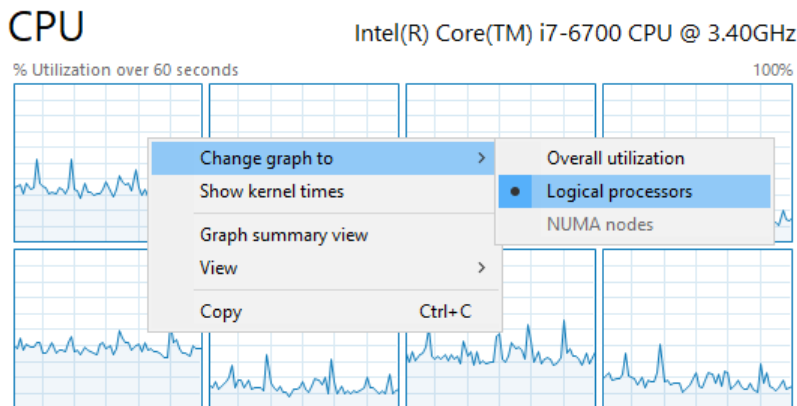 CPU
Intel(R) Core(TM) i7-6700 CPU @ 3.40GHz
% Utilization over 60 seconds
100%
Change graph to
Overall utilization
Show kernel times
Logical processors
Graph summary view
NUMA nodes
View
Copy Ctrl+C